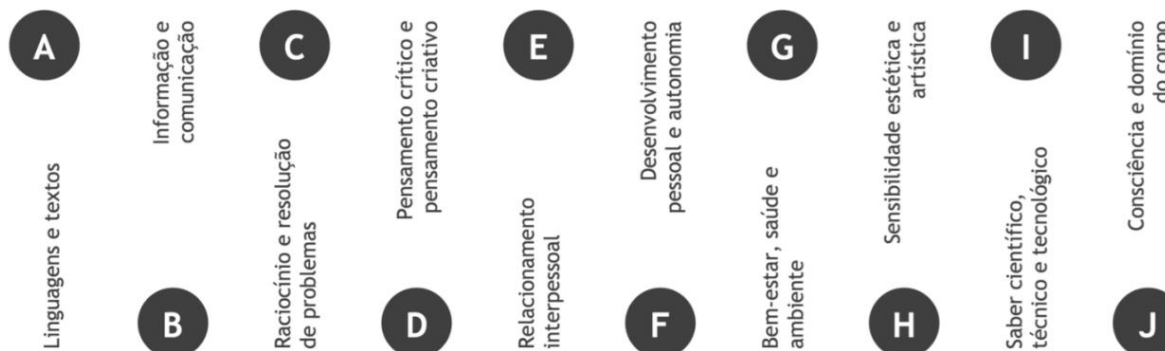 A
Linguagens e textos
Informação e
comunicação
B
C
Raciocínio e resolução
de problemas
Pensamento crítico e
pensamento criativo
D
E
Relacionamento
interpessoal
Desenvolvimento
pessoal e autonomia
F
G
Bem-estar, saúde e
ambiente
Sensibilidade estética e
artística
H
I
Saber científico,
técnico e tecnológico
Consciência e domínio
do corpo
J